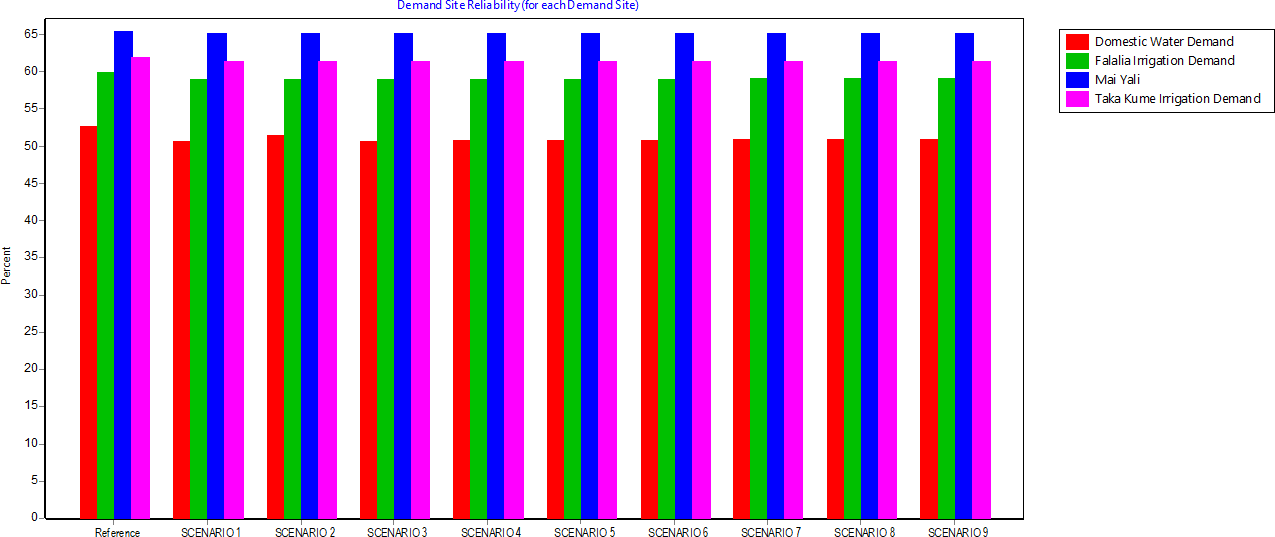 Demand Site Reliability (for each Demand Site)
Domestic Water Demand
Falalia Irrigation Demand
Mai Yali
Taka Kume Irrigation Demand
Percent
65
60
55
50
45
40
35
30
25
20
15
10
5
0
Reference SCENARIO 1 SCENARIO 2 SCENARIO 3 SCENARIO 4 SCENARIO 5 SCENARIO 6 SCENARIO 7 SCENARIO 8 SCENARIO 9